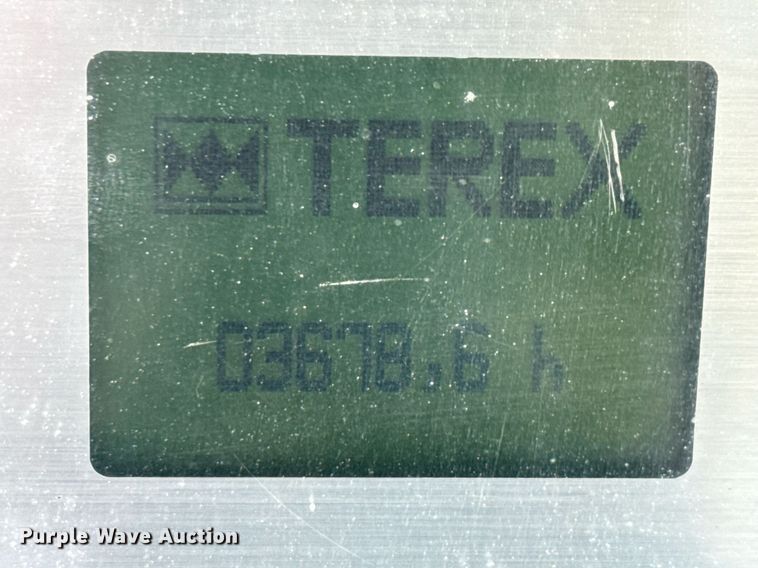 TEREX
03678,6 h
Purple Wave Auction